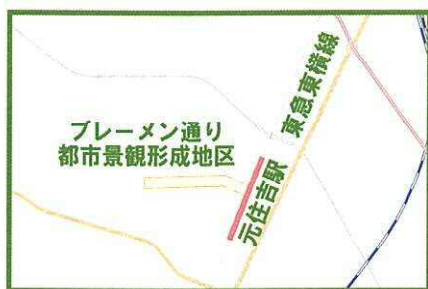 ブレーメン通り
都市景観形成地区
東急東横線
元住吉駅